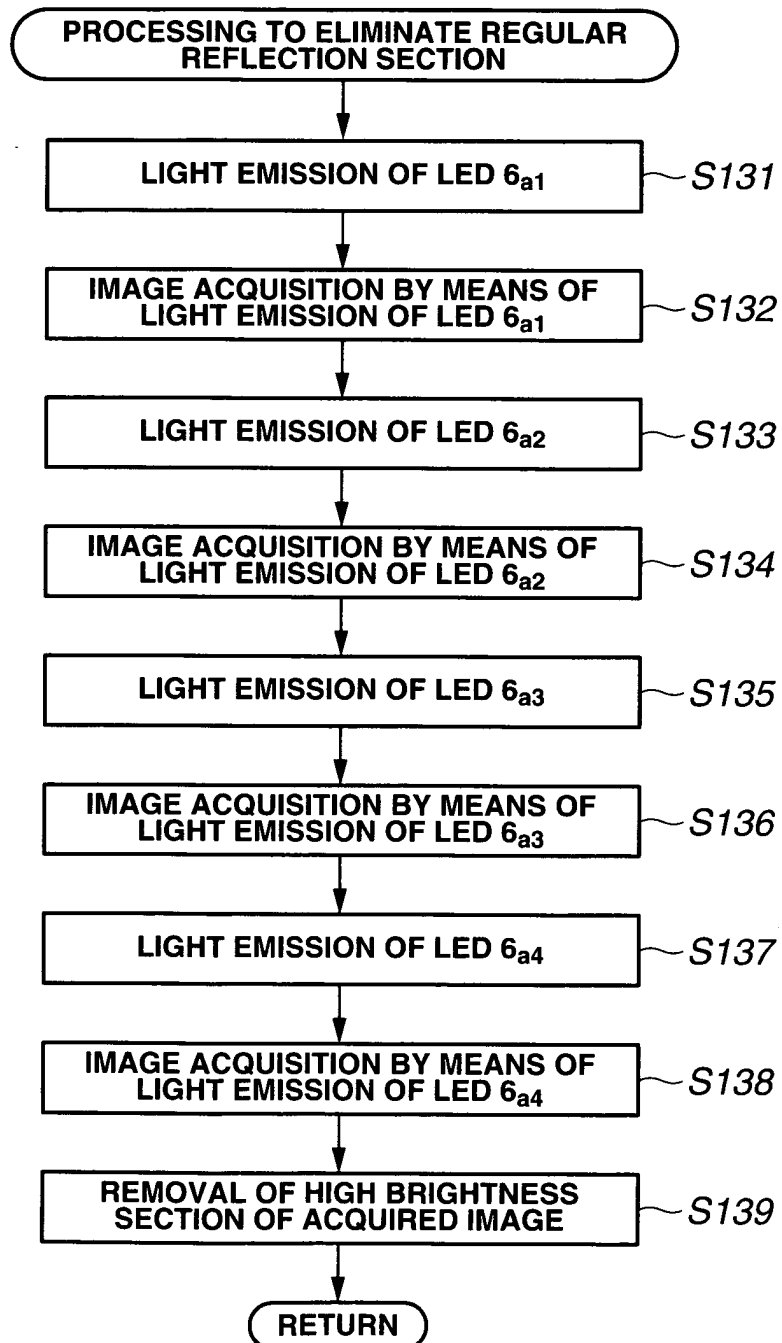 PROCESSING TO ELIMINATE REGULAR
REFLECTION SECTION
LIGHT EMISSION OF LED 6a1
S131
IMAGE ACQUISITION BY MEANS OF
LIGHT EMISSION OF LED 6a1
S132
LIGHT EMISSION OF LED 6a2
S133
IMAGE ACQUISITION BY MEANS OF
LIGHT EMISSION OF LED 6a2
S134
LIGHT EMISSION OF LED 6a3
S135
IMAGE ACQUISITION BY MEANS OF
LIGHT EMISSION OF LED 6a3
S136
LIGHT EMISSION OF LED 6a4
S137
IMAGE ACQUISITION BY MEANS OF
LIGHT EMISSION OF LED 6a4
S138
REMOVAL OF HIGH BRIGHTNESS
SECTION OF ACQUIRED IMAGE
S139
RETURN